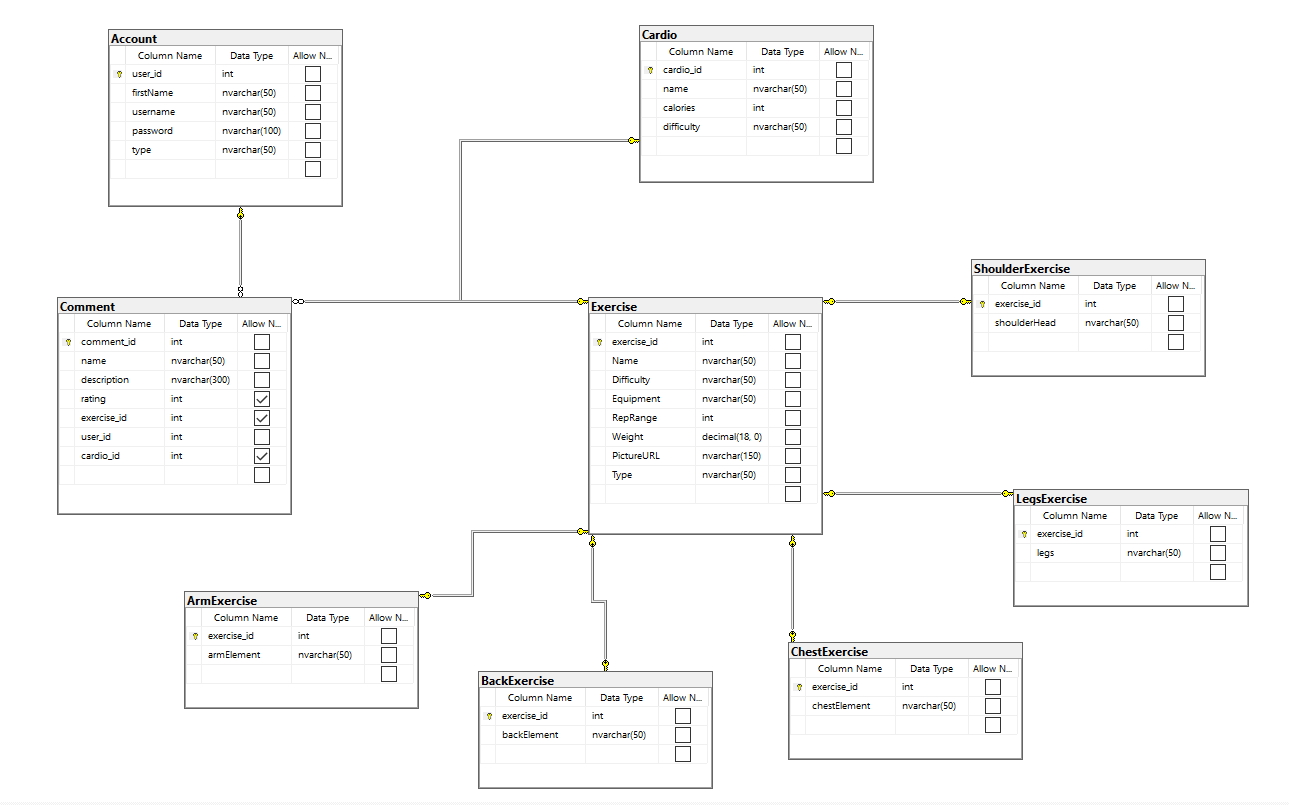 Account
Column Name Data Type Allow N...
user_id int
firstName nvarchar(50)
username nvarchar(50)
password nvarchar(100)
type nvarchar(50)
Cardio
Column Name Data Type Allow N...
cardio_id int
name nvarchar(50)
calories int
difficulty nvarchar(50)
ShoulderExercise
Column Name Data Type Allow N...
exercise_id int
shoulderHead nvarchar(50)
Comment
Column Name Data Type Allow N...
comment_id int
name nvarchar(50)
description nvarchar(300)
rating int
exercise_id int
user_id int
cardio_id int
Exercise
Column Name Data Type Allow N...
exercise_id int
Name nvarchar(50)
Difficulty nvarchar(50)
Equipment nvarchar(50)
RepRange int
Weight decimal(18, 0)
PictureURL nvarchar(150)
Type nvarchar(50)
LegsExercise
Column Name Data Type Allow N...
exercise_id int
legs nvarchar(50)
ArmExercise
Column Name Data Type Allow N...
exercise_id int
armElement nvarchar(50)
BackExercise
Column Name Data Type Allow N...
exercise_id int
backElement nvarchar(50)
ChestExercise
Column Name Data Type Allow N...
exercise_id int
chestElement nvarchar(50)